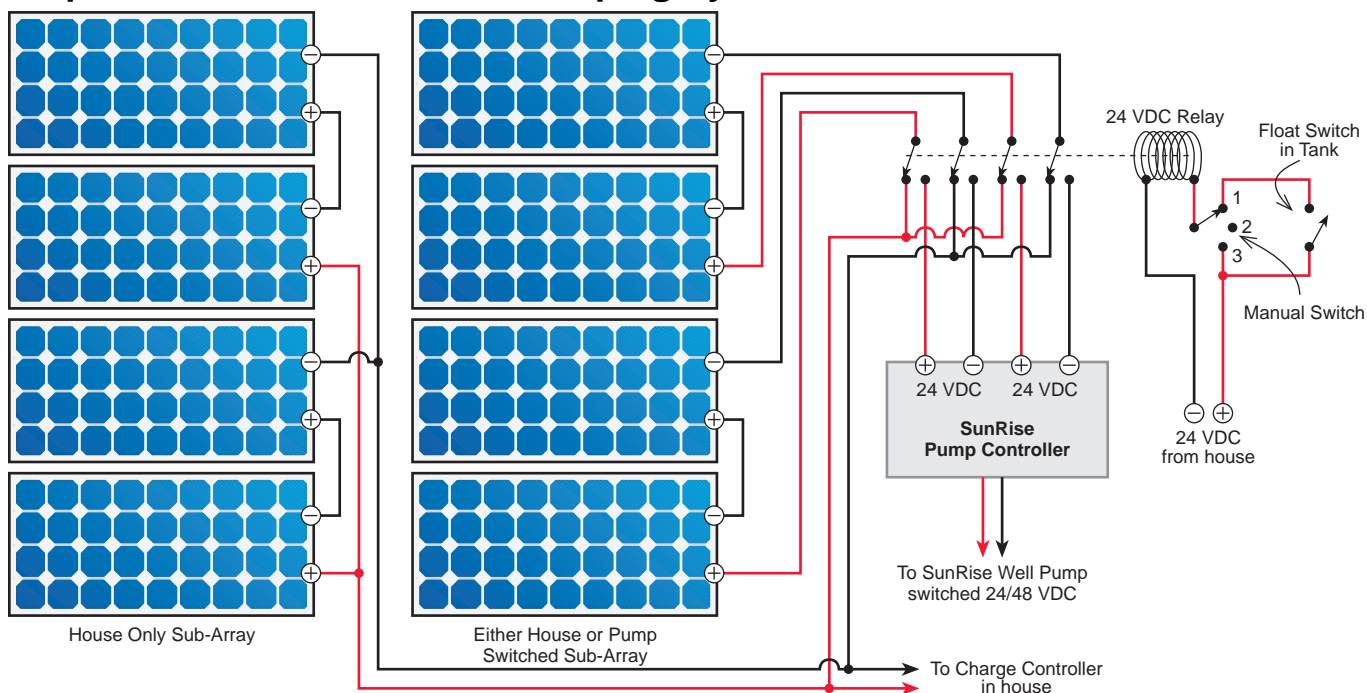 24 VDC Relay
Float Switch
in Tank
1
2
3
Manual Switch
− + − +
24 VDC 24 VDC
SunRise
Pump Controller
− +
24 VDC
from house
To SunRise Well Pump
switched 24/48 VDC
House Only Sub-Array
Either House or Pump
Switched Sub-Array
To Charge Controller
in house